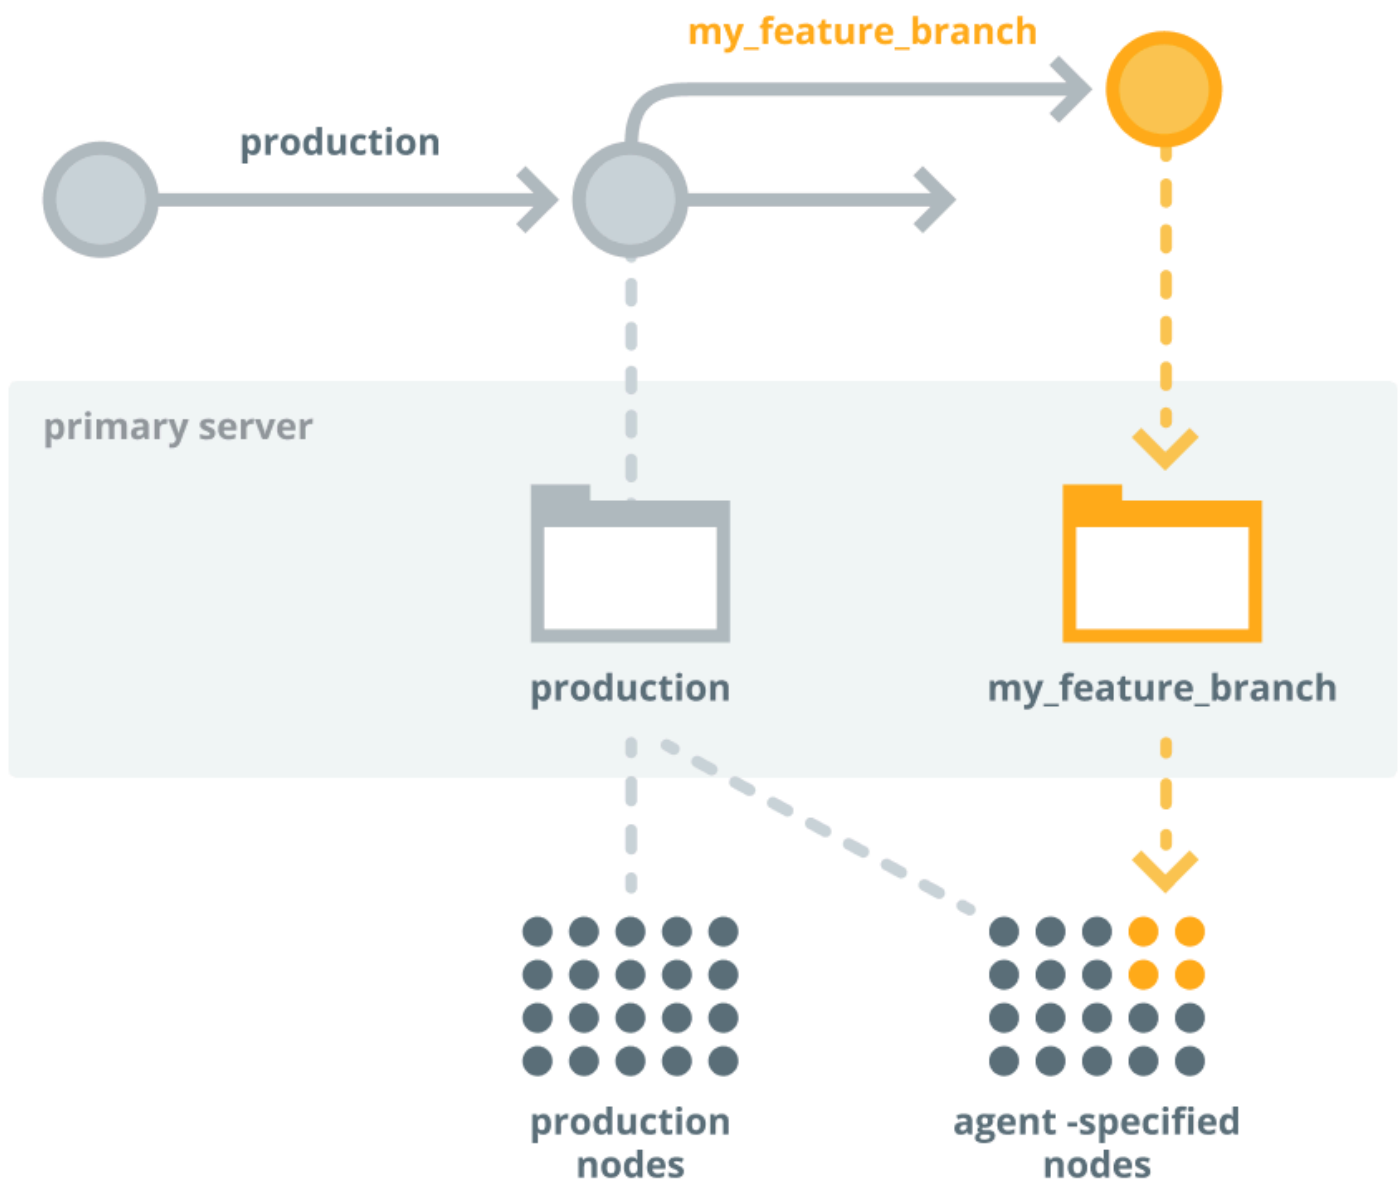 my_feature_branch
production
primary server
production
my_feature_branch
production
nodes
agent -specified
nodes